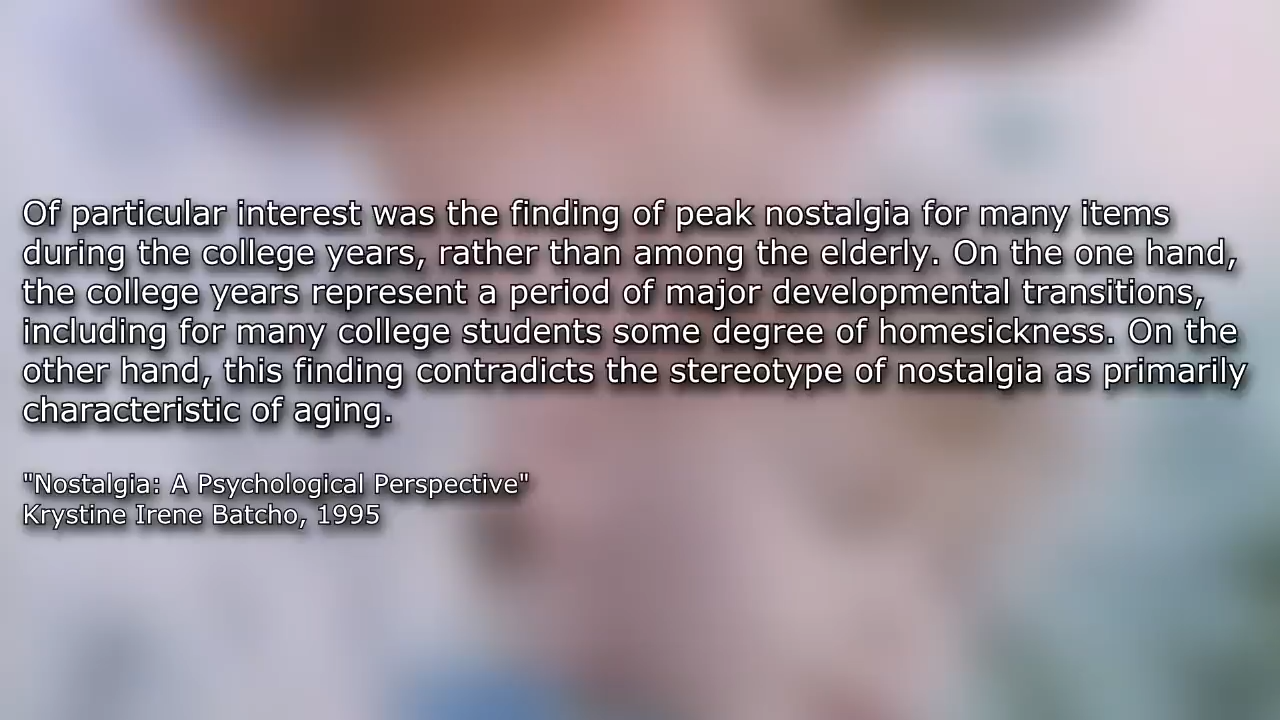 Of particular interest was the finding of peak nostalgia for many items
during the college years, rather than among the elderly. On the one hand,
the college years represent a period of major developmental transitions,
including for many college students some degree of homesickness. On the
other hand, this finding contradicts the stereotype of nostalgia as primarily
characteristic of aging.
"Nostalgia: A Psychological Perspective"
Krystine Irene Batcho, 1995